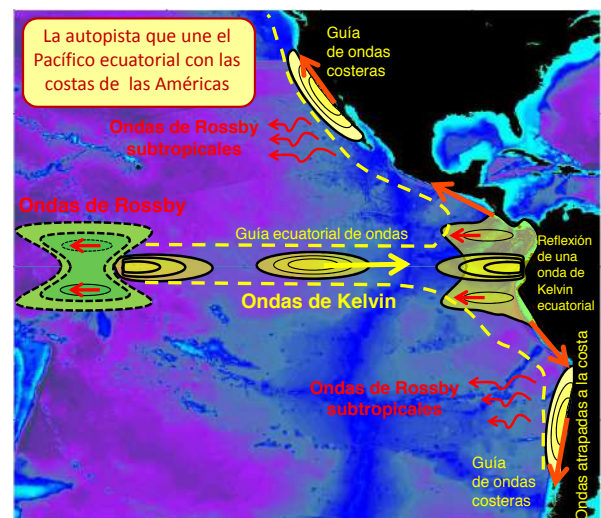 La autopista que une el
Pacífico ecuatorial con las
costas de las Américas
Guía
de ondas
costeras
Ondas de Rossby
subtropicales
Ondas de Rossby
Guía ecuatorial de ondas
Ondas de Kelvin
Reflexión
de una
onda de
Kelvin
ecuatorial
Ondas de Rossby
subtropicales
Guía
de ondas
costeras
Ondas atrapadas a la costa